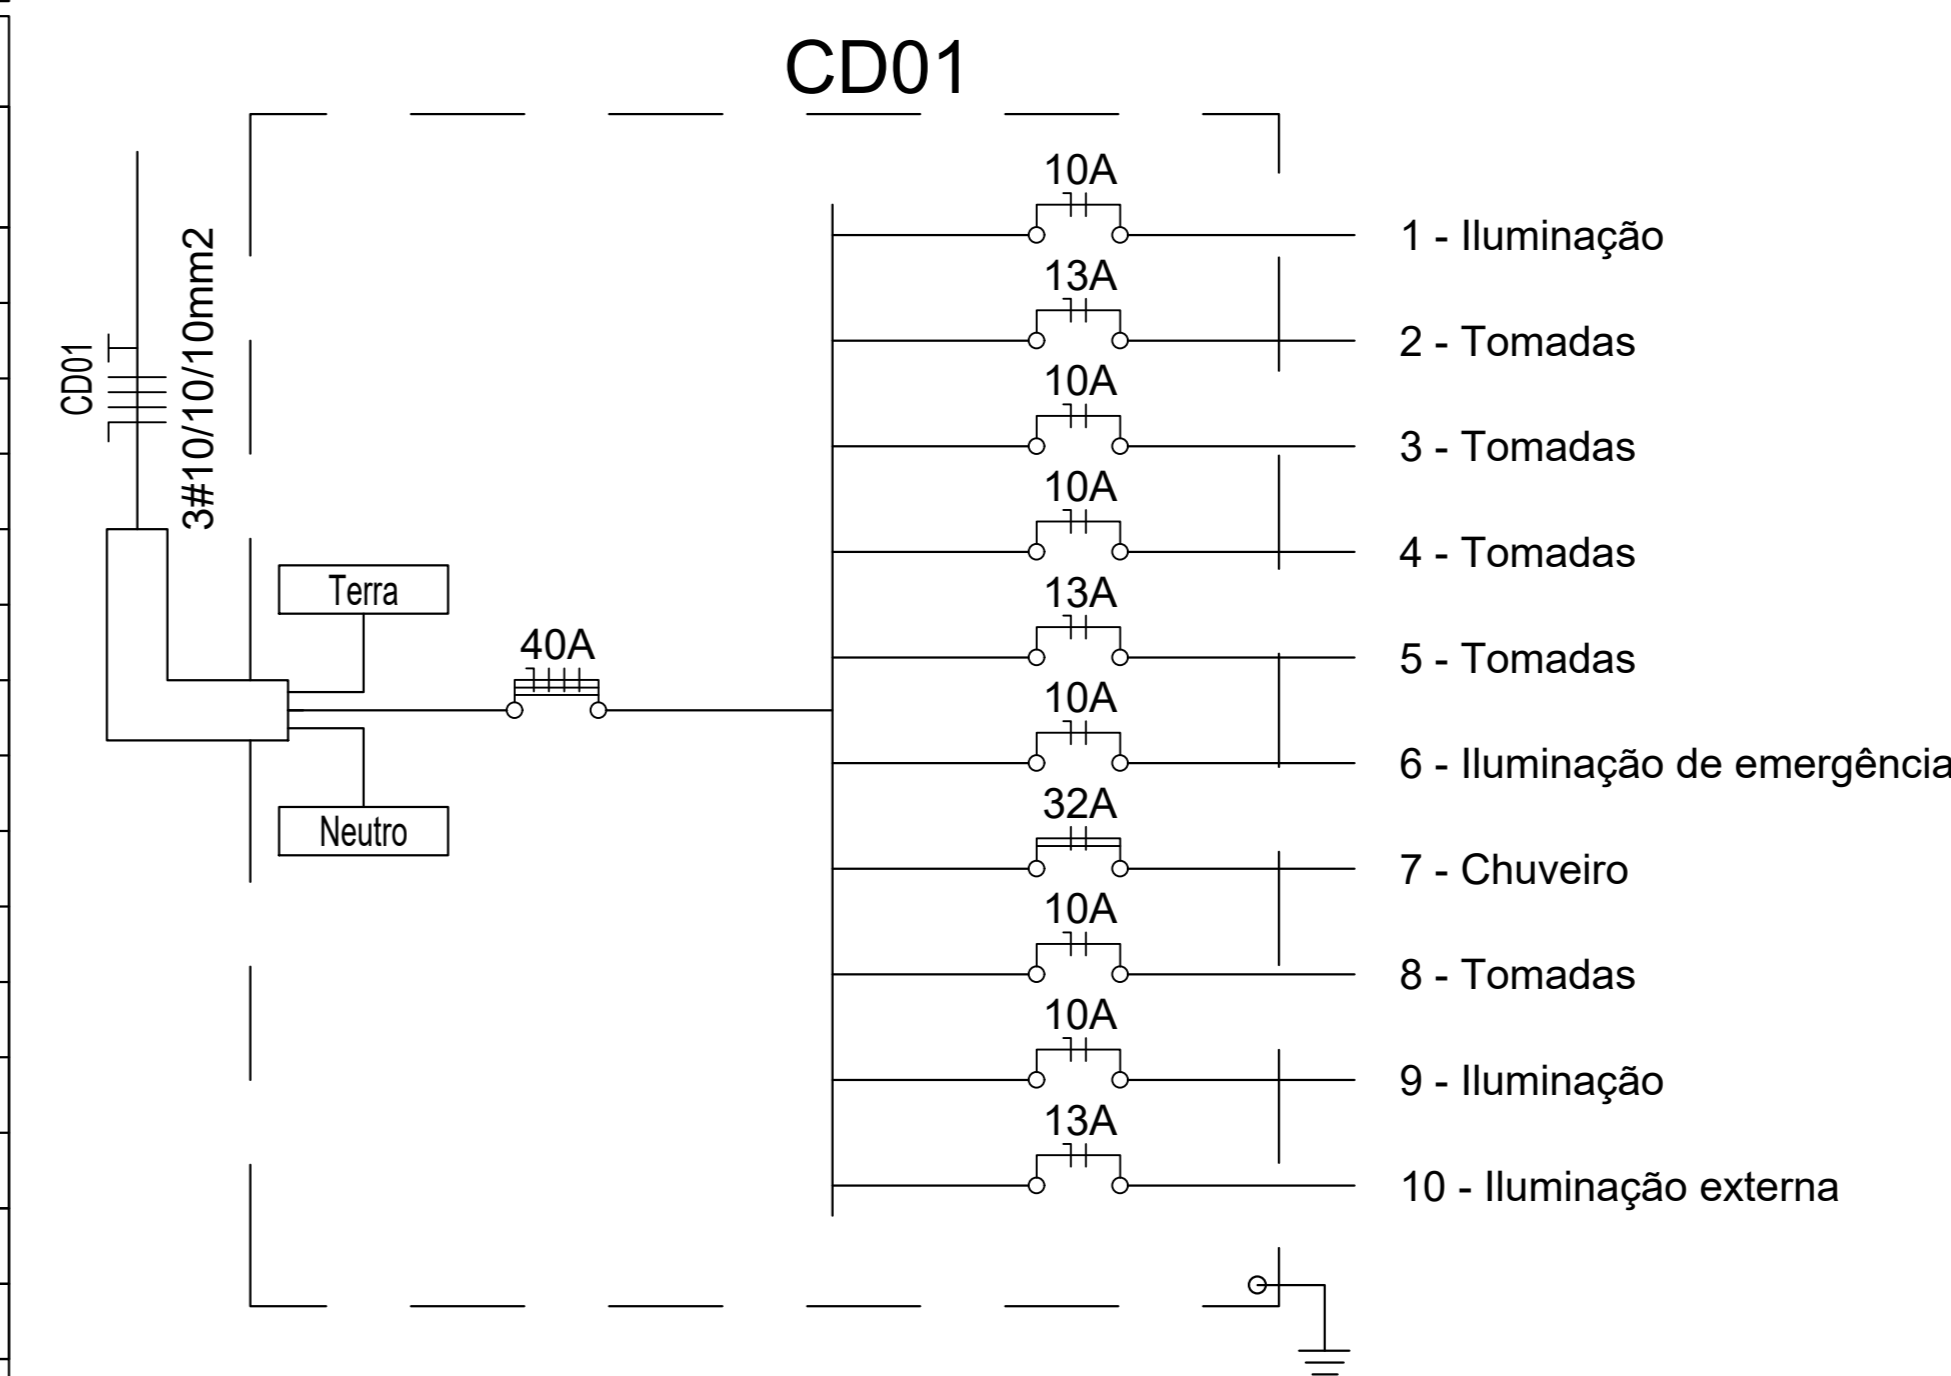 CD01
10A
1 - Iluminação
13A
2 - Tomadas
10A
3 - Tomadas
10A
4 - Tomadas
13A
5 - Tomadas
10A
6 - Iluminação de emergência
32A
7 - Chuveiro
10A
8 - Tomadas
10A
9 - Iluminação
13A
10 - Iluminação externa
CD01
3#10/10/10mm2
Terra
40A
Neutro